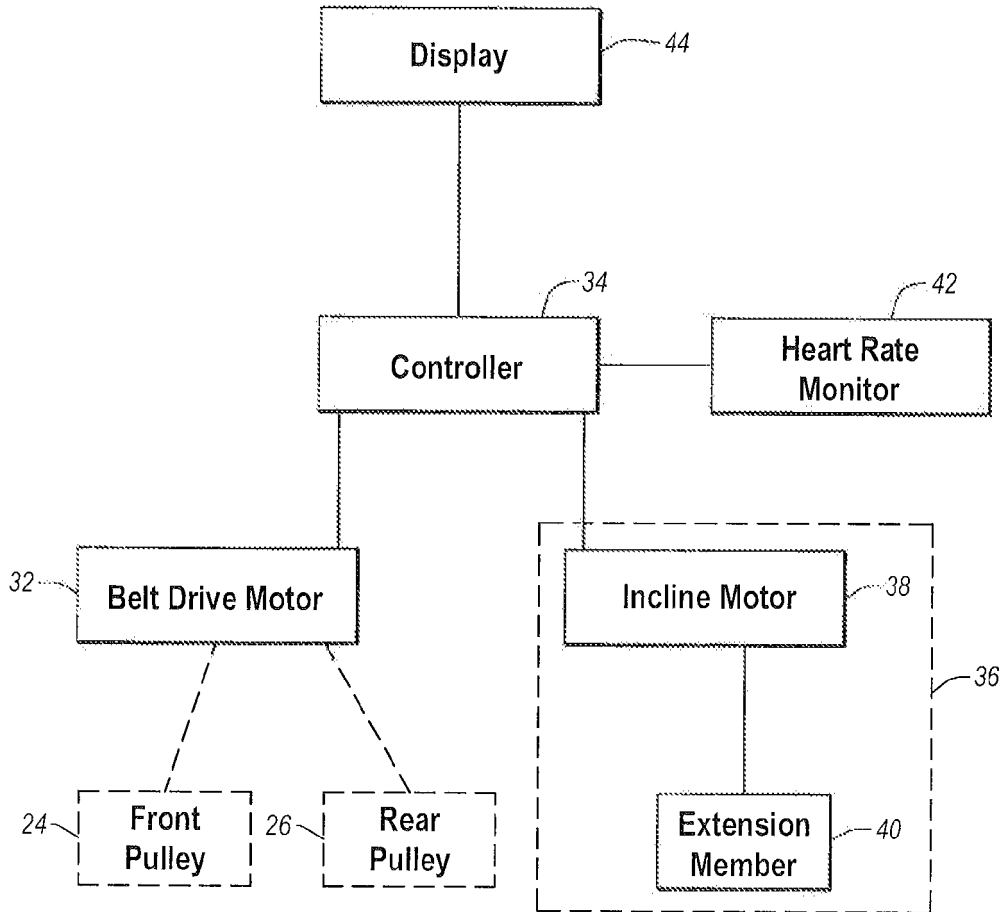 Display
44
34
42
Controller
Heart Rate
Monitor
32
Belt Drive Motor
Incline Motor
38
36
24
Front
Pulley
26
Rear
Pulley
Extension
Member
40